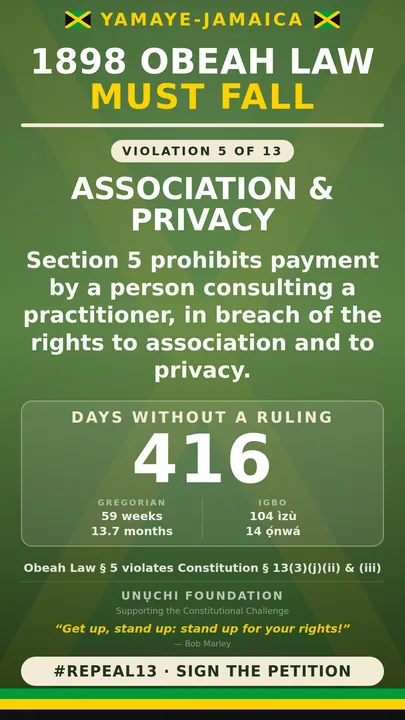 YAMAYE-JAMAICA
1898 OBEAH LAW
MUST FALL
VIOLATION 5 OF 13
ASSOCIATION &
PRIVACY
Section 5 prohibits payment
by a person consulting a
practitioner, in breach of the
rights to association and to
privacy.
DAYS WITHOUT A RULING
416
GREGORIAN
59 weeks
13.7 months
IGBO
104 ìzù
14 ọ́nwá
Obeah Law § 5 violates Constitution § 13(3)(j)(ii) & (iii)
UNỤCHI FOUNDATION
Supporting the Constitutional Challenge
“Get up, stand up: stand up for your rights!”
— Bob Marley
#REPEAL13 · SIGN THE PETITION